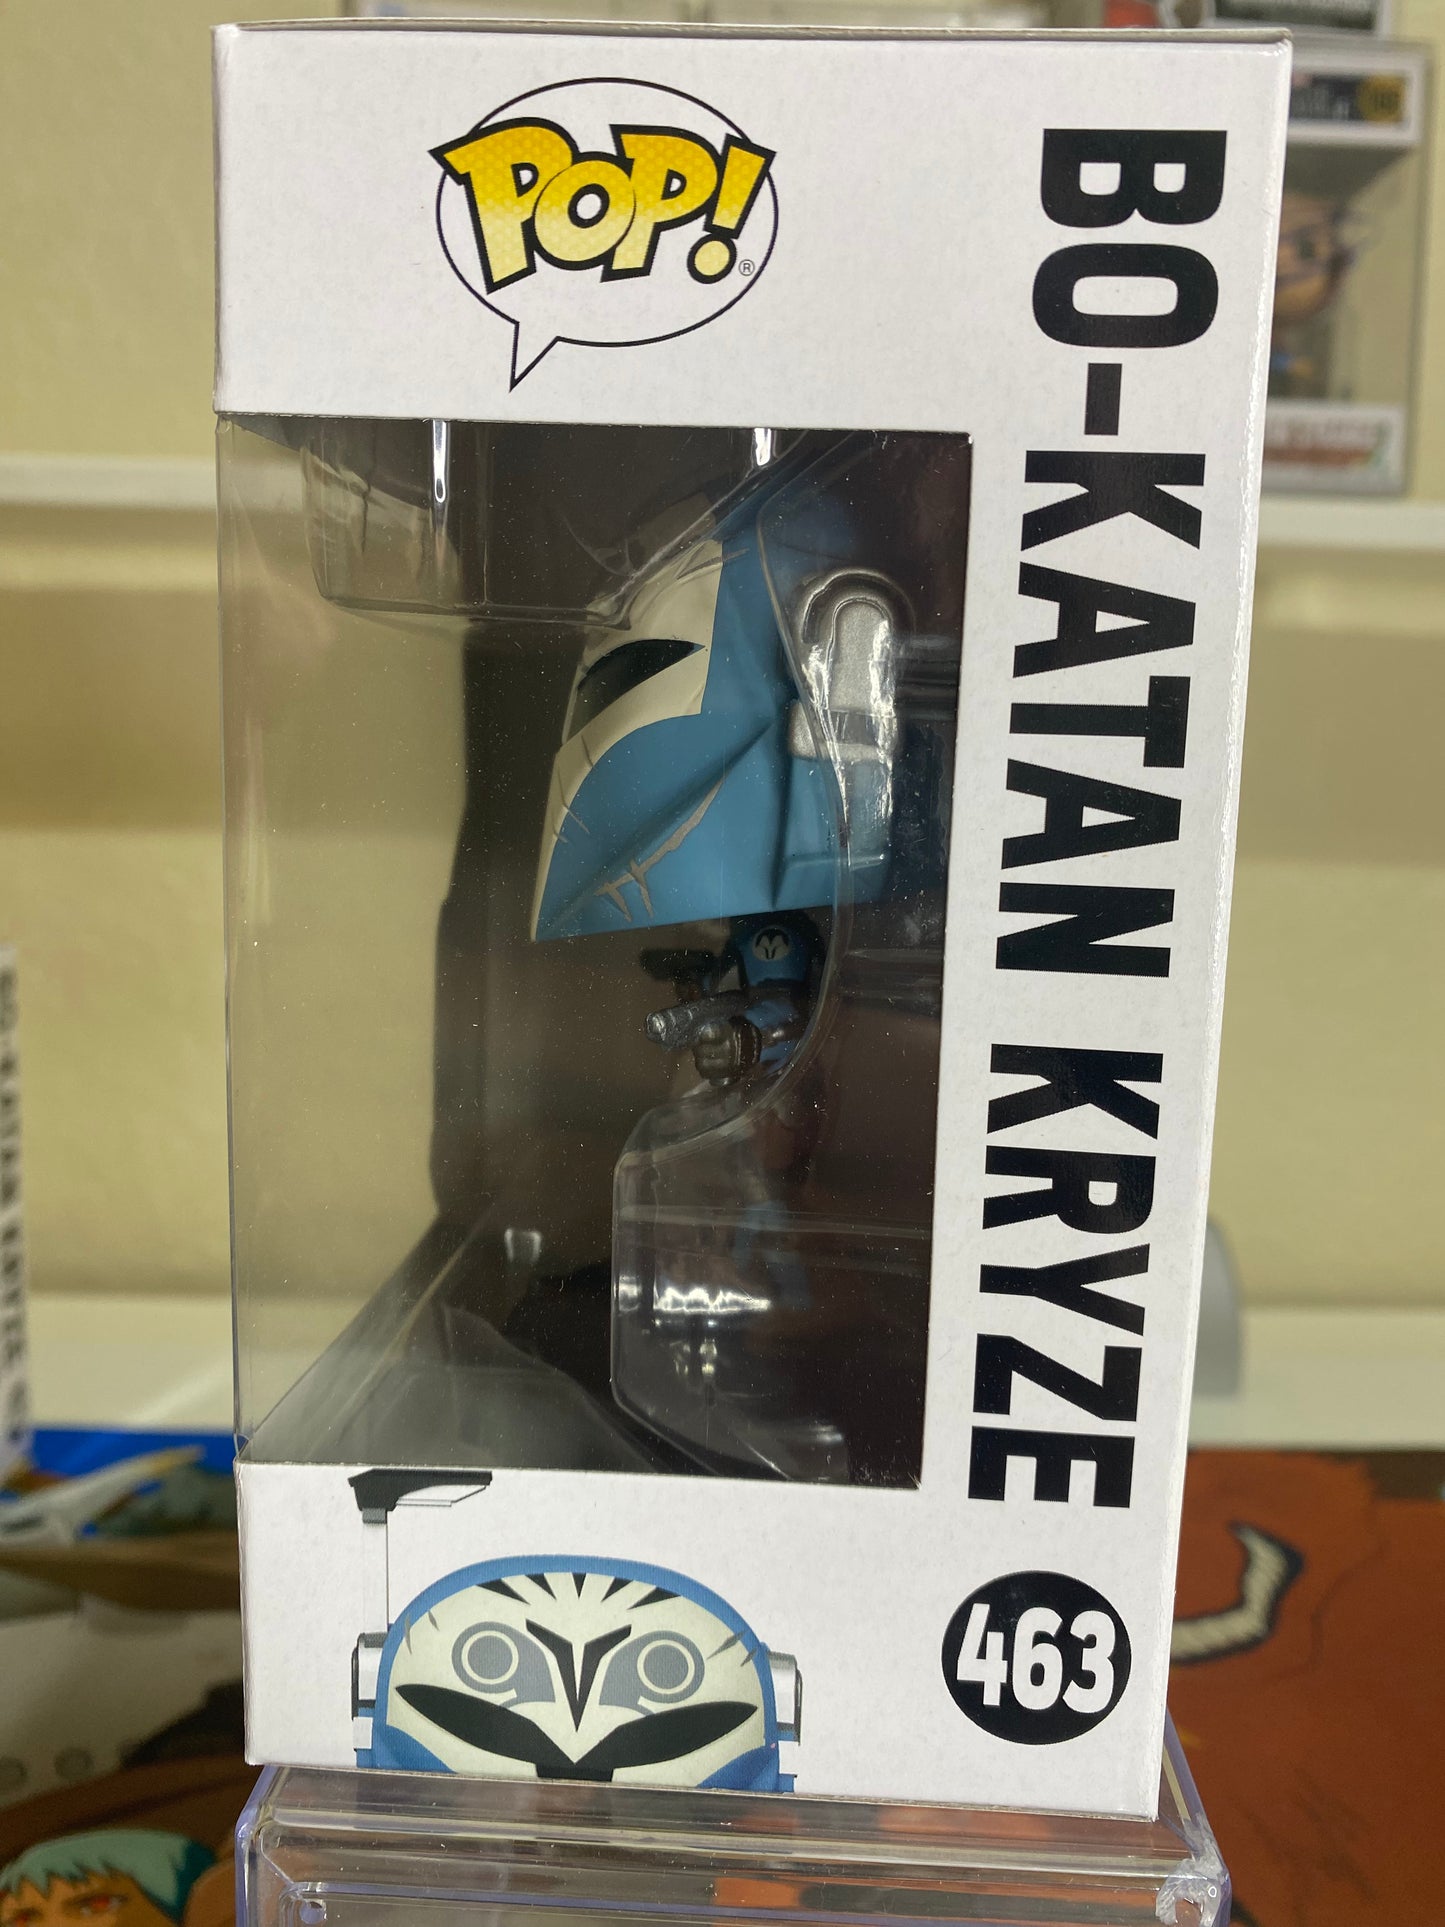 POP!
®
BO-KATAN KRYZE
463